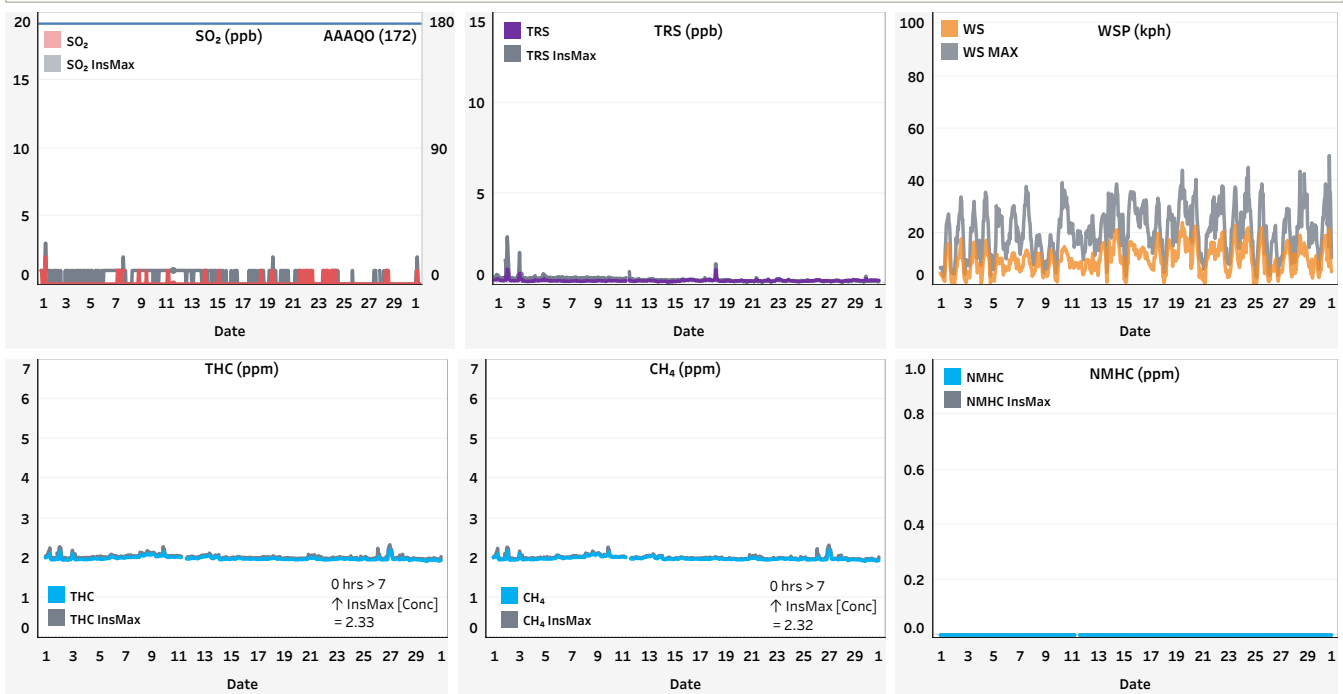 SO₂ (ppb)
AAAQO (172)
SO₂
SO₂ InsMax
20
15
10
5
0
180
90
0
1 3 5 7 9 11 13 15 17 19 21 23 25 27 29 1
Date
TRS (ppb)
TRS
TRS InsMax
15
10
5
0
1 3 5 7 9 11 13 15 17 19 21 23 25 27 29 1
Date
WSP (kph)
WS
WS MAX
100
80
60
40
20
0
1 3 5 7 9 11 13 15 17 19 21 23 25 27 29 1
Date
THC (ppm)
7
6
5
4
3
2
1
0
THC
THC InsMax
0 hrs > 7
↑ InsMax [Conc]
= 2.33
1 3 5 7 9 11 13 15 17 19 21 23 25 27 29 1
Date
CH₄ (ppm)
7
6
5
4
3
2
1
0
CH₄
CH₄ InsMax
0 hrs > 7
↑ InsMax [Conc]
= 2.32
1 3 5 7 9 11 13 15 17 19 21 23 25 27 29 1
Date
NMHC (ppm)
NMHC
NMHC InsMax
1.0
0.8
0.6
0.4
0.2
0.0
1 3 5 7 9 11 13 15 17 19 21 23 25 27 29 1
Date